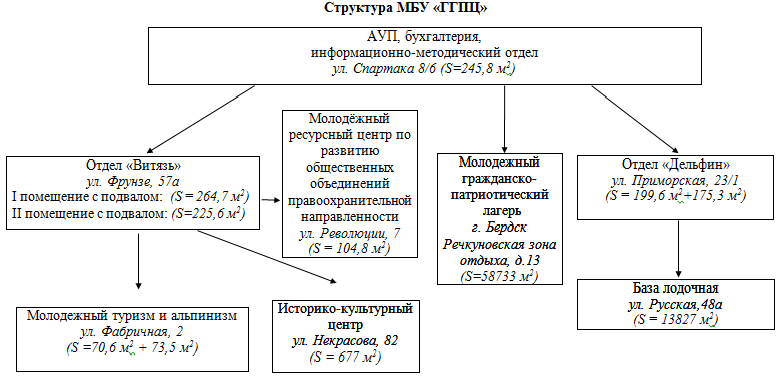 Структура МБУ «ГГПЦ»
АУП, бухгалтерия,
информационно-методический отдел
ул. Спартака 8/6 (S=245,8 м2)
Молодёжный
ресурсный центр по
развитию
общественных
объединений
правоохранительной
направленности
ул. Революции, 7
(S = 104,8 м2)
Отдел «Витязь»
ул. Фрунзе, 57а
I помещение с подвалом: (S = 264,7 м2)
II помещение с подвалом: (S=225,6 м2)
Молодежный
гражданско-
патриотический
лагерь
г. Бердск
Речкуновская зона
отдыха, д.13
(S=58733 м2)
Отдел «Дельфин»
ул. Приморская, 23/1
(S = 199,6 м2+175,3 м2)
База лодочная
ул. Русская,48а
(S = 13827 м2)
Молодежный туризм и альпинизм
ул. Фабричная, 2
(S =70,6 м2 + 73,5 м2)
Историко-культурный
центр
ул. Некрасова, 82
(S = 677 м2)